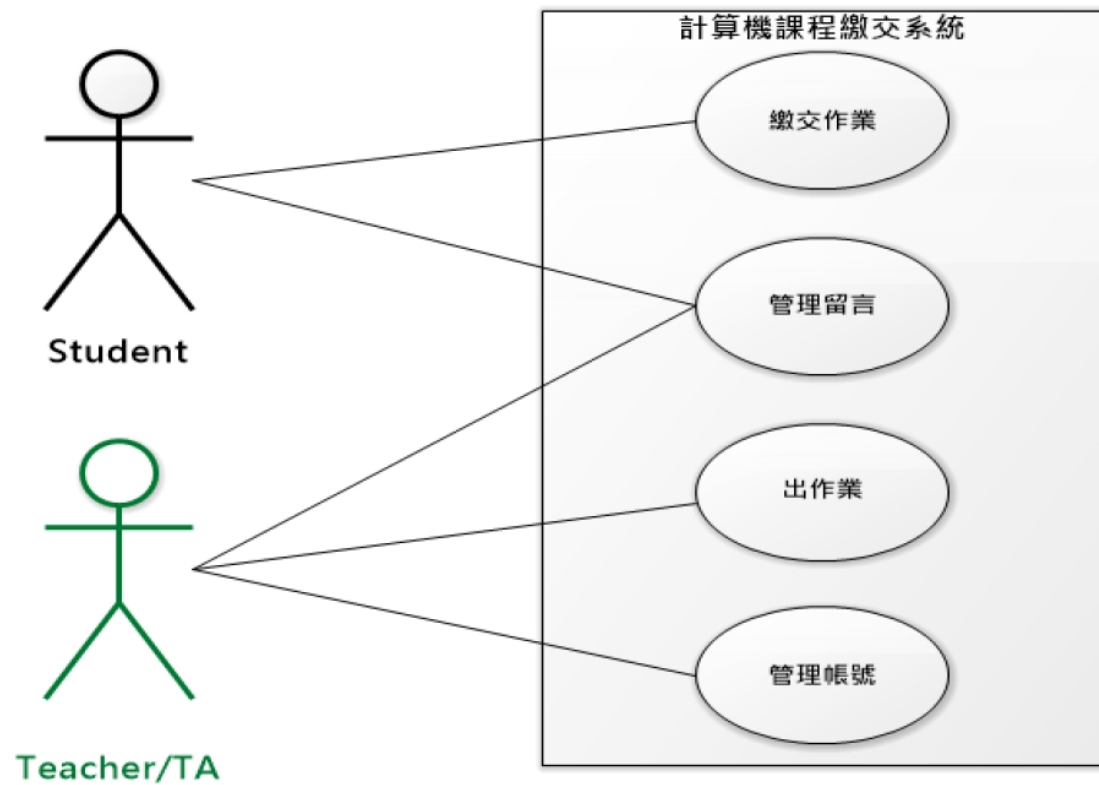 計算機課程繳交系統
繳交作業
管理留言
Student
出作業
管理帳號
Teacher/TA